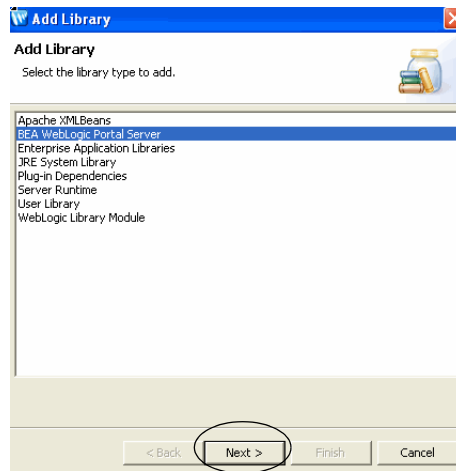 Add Library
Add Library
Select the library type to add.
Apache XMLBeans
BEA WebLogic Portal Server
Enterprise Application Libraries
JRE System Library
Plug-in Dependencies
Server Runtime
User Library
WebLogic Library Module
< Back Next > Finish Cancel